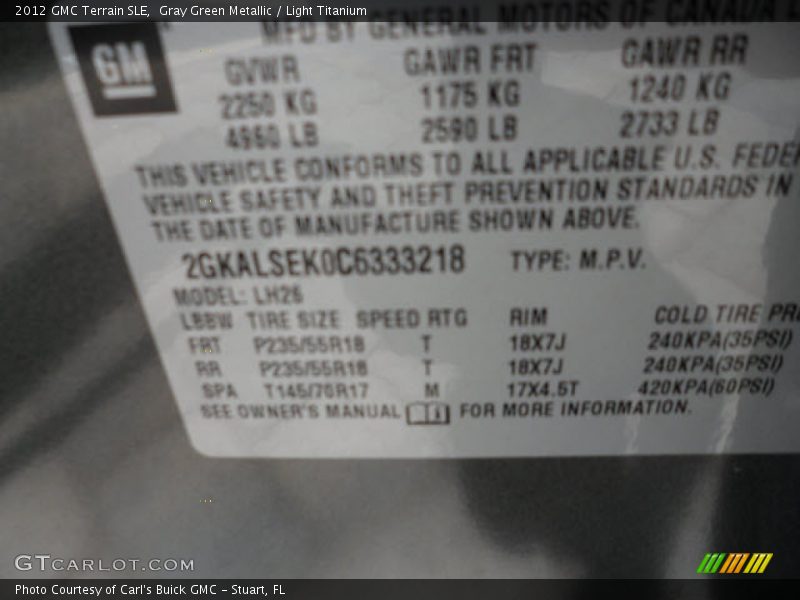 2012 GMC Terrain SLE, Gray Green Metallic / Light Titanium
MFD BY GENERAL MOTORS OF CANADA
GM
GVWR GAWR FRT GAWR RR
2250 KG 1175 KG 1240 KG
4960 LB 2590 LB 2733 LB
THIS VEHICLE CONFORMS TO ALL APPLICABLE U.S. FEDER
VEHICLE SAFETY AND THEFT PREVENTION STANDARDS IN
THE DATE OF MANUFACTURE SHOWN ABOVE.
2GKALSEK0C6333218 TYPE: M.P.V.
MODEL: LH26
LBBW TIRE SIZE SPEED RTG RIM COLD TIRE PR
FRT P235/55R18 T 18X7J 240KPA(35PSI)
RR P235/55R18 T 18X7J 240KPA(35PSI)
SPA T145/70R17 M 17X4.5T 420KPA(60PSI)
SEE OWNER'S MANUAL FOR MORE INFORMATION.
GTCARLOT.COM
Photo Courtesy of Carl's Buick GMC - Stuart, FL